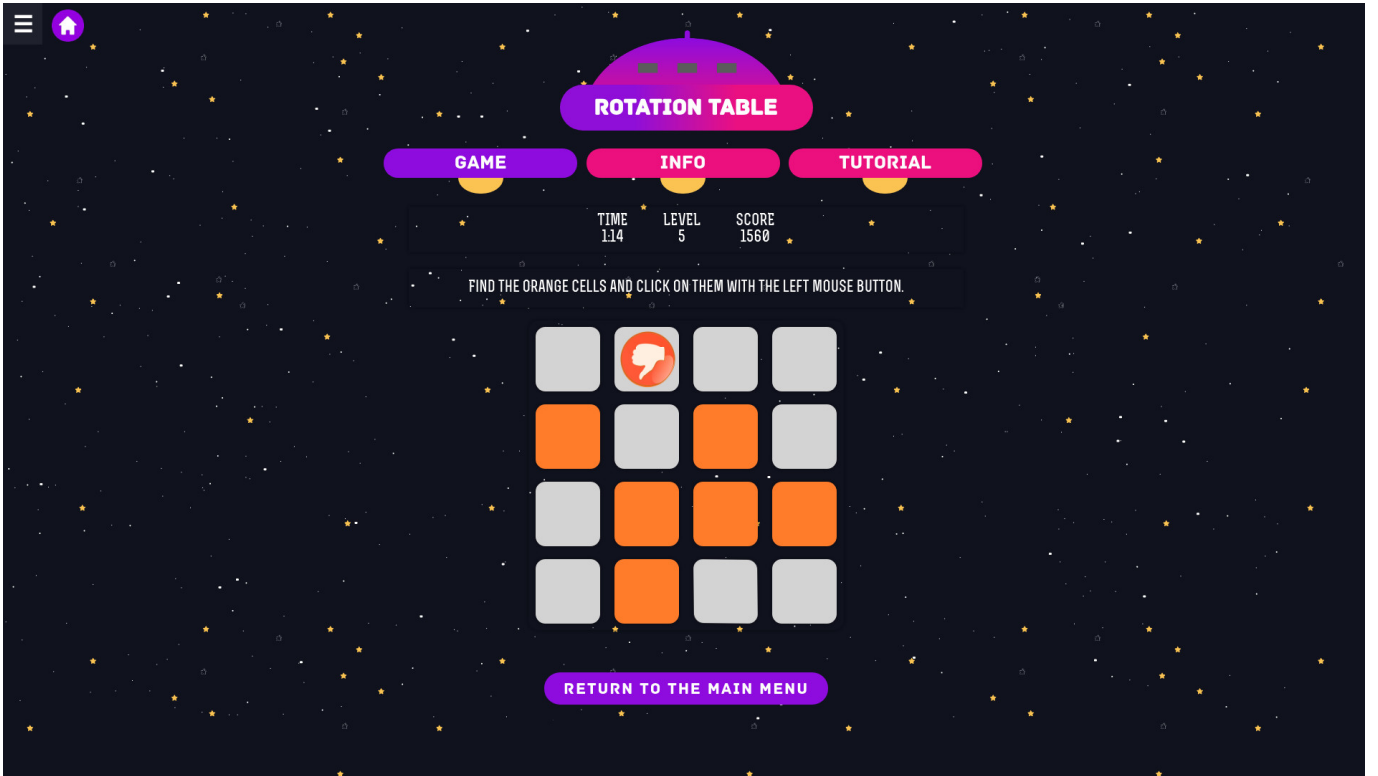 ROTATION TABLE
GAME INFO TUTORIAL
TIME LEVEL SCORE
1:14 5 1560
FIND THE ORANGE CELLS AND CLICK ON THEM WITH THE LEFT MOUSE BUTTON.
RETURN TO THE MAIN MENU